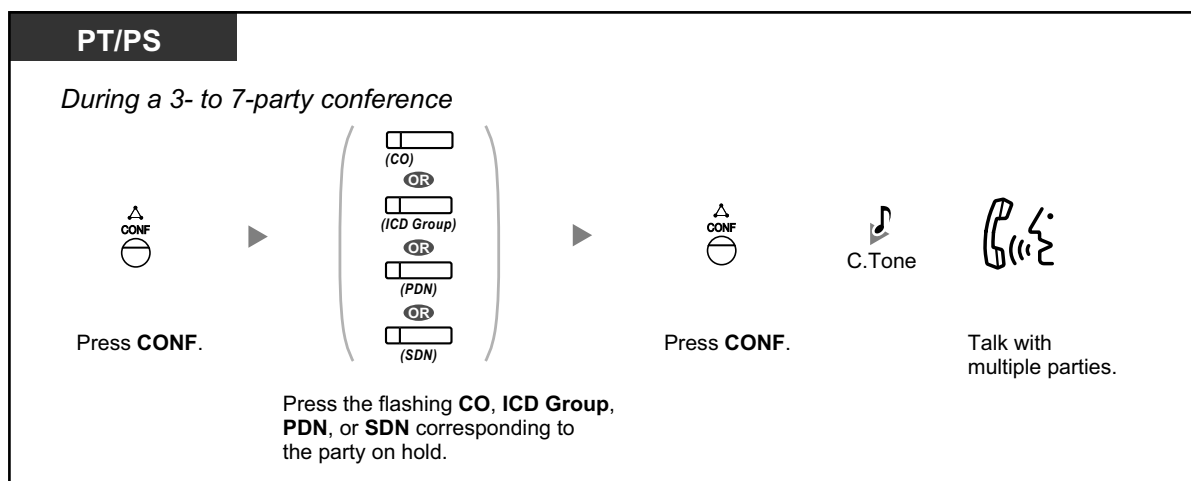 PT/PS
During a 3- to 7-party conference
CONF
Press CONF.
(CO)
OR
(ICD Group)
OR
(PDN)
OR
(SDN)
Press the flashing CO, ICD Group,
PDN, or SDN corresponding to
the party on hold.
CONF
Press CONF.
C.Tone
Talk with
multiple parties.